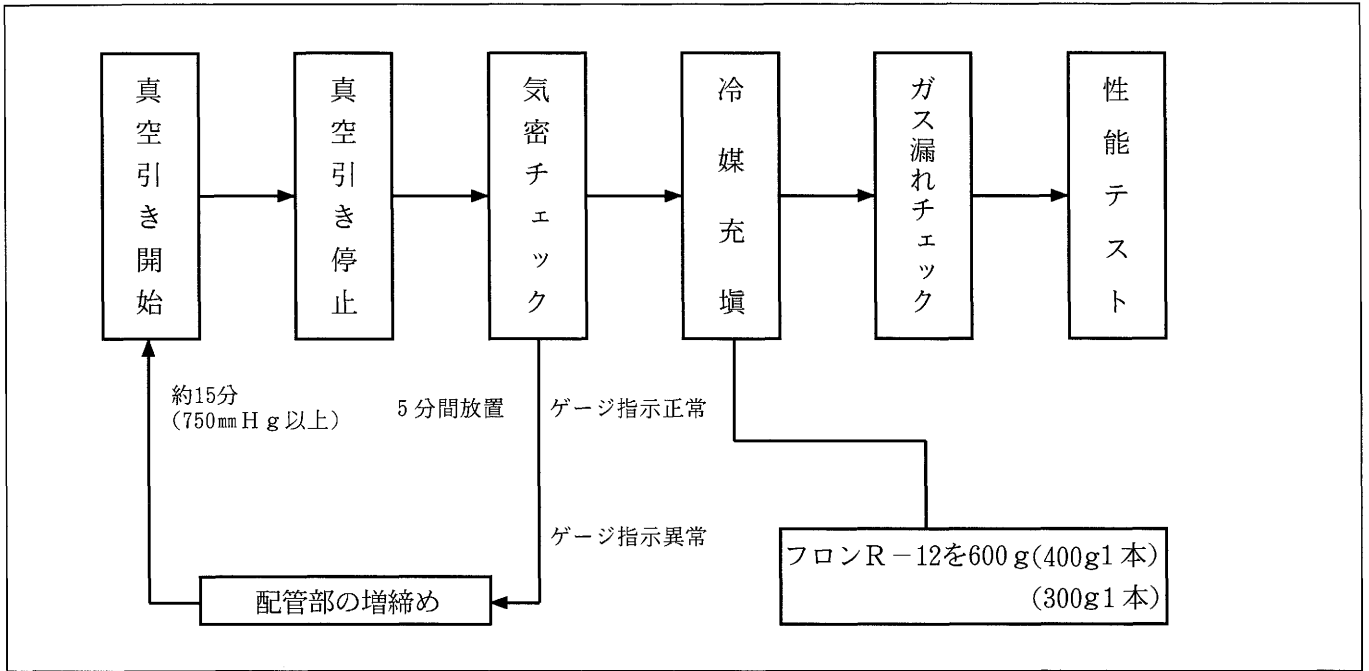 真空引き開始
真空引き停止
気密チェック
冷媒充塡
ガス漏れチェック
性能テスト
約15分
(750mmHg以上)
5分間放置
ゲージ指示正常
ゲージ指示異常
配管部の増締め
フロンR-12を600g(400g1本)
(300g1本)